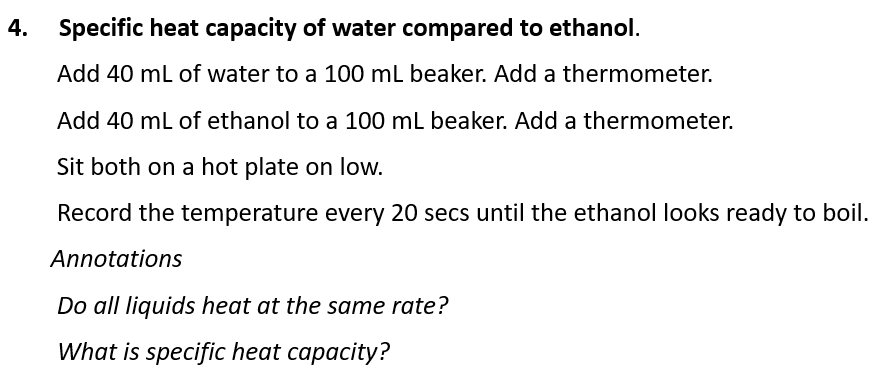 4. Specific heat capacity of water compared to ethanol.
Add 40 mL of water to a 100 mL beaker. Add a thermometer.
Add 40 mL of ethanol to a 100 mL beaker. Add a thermometer.
Sit both on a hot plate on low.
Record the temperature every 20 secs until the ethanol looks ready to boil.
Annotations
Do all liquids heat at the same rate?
What is specific heat capacity?